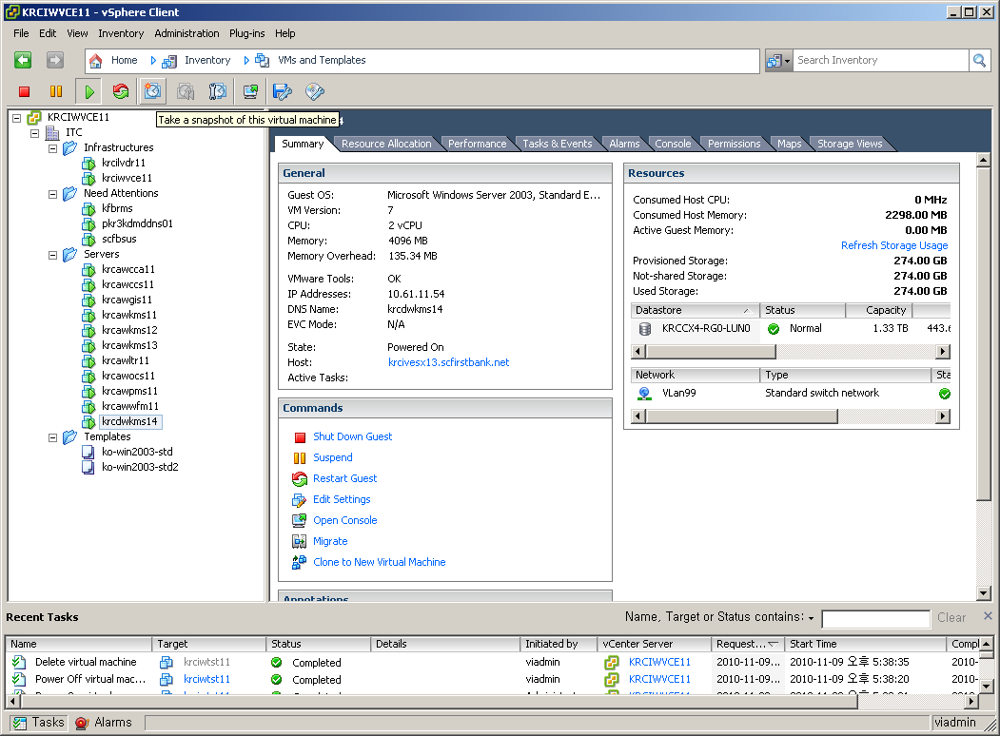 KRCIWVCE11 - vSphere Client
File Edit View Inventory Administration Plug-ins Help
Home Inventory VMs and Templates Search Inventory
Take a snapshot of this virtual machine
KRCIWVCE11
ITC
Infrastructures
krcilvdr11
krciwvce11
Need Attentions
kfbrms
pkr3kdmddns01
scfbsus
Servers
krcawcca11
krcawccs11
krcawgis11
krcawkms11
krcawkms12
krcawkms13
krcawltr11
krcawocs11
krcawpms11
krcawwfm11
krcdwkms14
Templates
ko-win2003-std
ko-win2003-std2
Summary Resource Allocation Performance Tasks & Events Alarms Console Permissions Maps Storage Views
General
Guest OS: Microsoft Windows Server 2003, Standard E...
VM Version: 7
CPU: 2 vCPU
Memory: 4096 MB
Memory Overhead: 135.34 MB
VMware Tools: OK
IP Addresses: 10.61.11.54
DNS Name: krcdwkms14
EVC Mode: N/A
State: Powered On
Host: krcivesx13.scfirstbank.net
Active Tasks:
Commands
Shut Down Guest
Suspend
Restart Guest
Edit Settings
Open Console
Migrate
Clone to New Virtual Machine
Annotations
Resources
Consumed Host CPU: 0 MHz
Consumed Host Memory: 2298.00 MB
Active Guest Memory: 0.00 MB
Refresh Storage Usage
Provisioned Storage: 274.00 GB
Not-shared Storage: 274.00 GB
Used Storage: 274.00 GB
Datastore Status Capacity
KRCCX4-RG0-LUN0 Normal 1.33 TB 443.6
Network Type Sta
VLan99 Standard switch network
Recent Tasks Name, Target or Status contains: Clear
Name Target Status Details Initiated by vCenter Server Request... Start Time Compl
Delete virtual machine krciwtst11 Completed viadmin KRCIWVCE11 2010-11-09... 2010-11-09 오후 5:38:35 2010-
Power Off virtual mac... krciwtst11 Completed viadmin KRCIWVCE11 2010-11-09... 2010-11-09 오후 5:38:20 2010-
Tasks Alarms viadmin